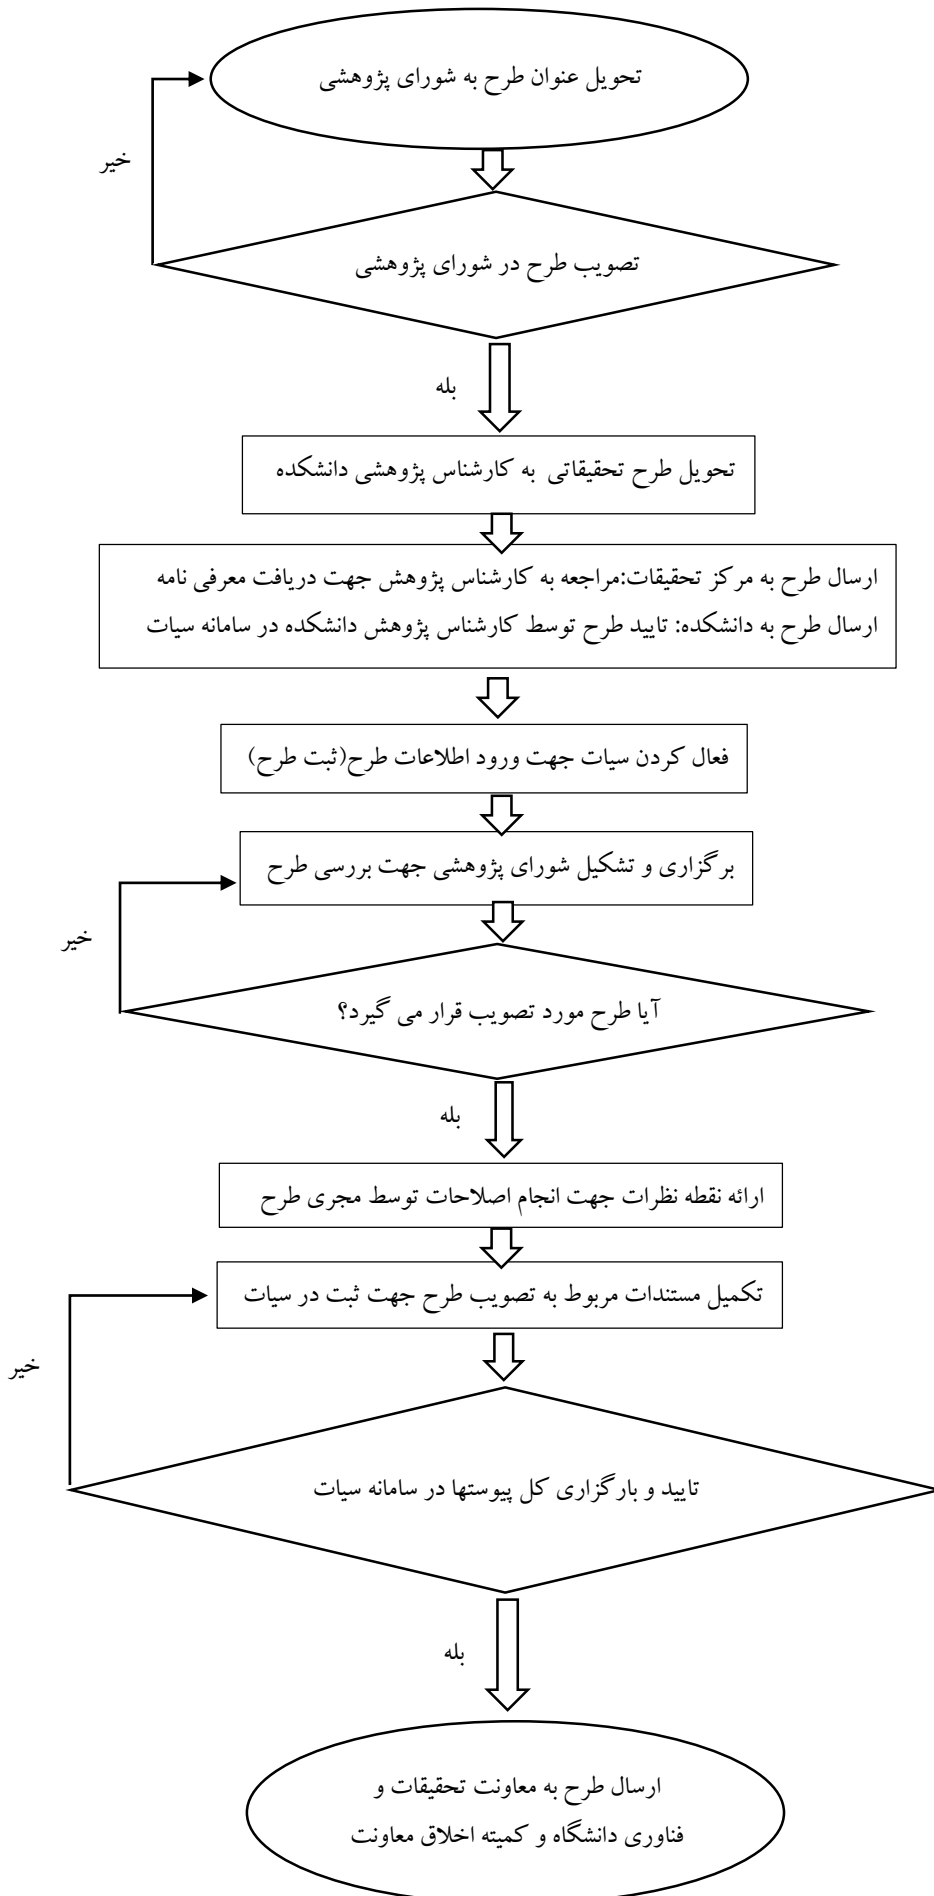 تحویل عنوان طرح به شورای پژوهشی
خیر
تصویب طرح در شورای پژوهشی
بله
تحویل طرح تحقیقاتی به کارشناس پژوهشی دانشکده
ارسال طرح به مرکز تحقیقات:مراجعه به کارشناس پژوهش جهت دریافت معرفی نامه
ارسال طرح به دانشکده: تایید طرح توسط کارشناس پژوهش دانشکده در سامانه سیات
فعال کردن سیات جهت ورود اطلاعات طرح(ثبت طرح)
برگزاری و تشکیل شورای پژوهشی جهت بررسی طرح
خیر
آیا طرح مورد تصویب قرار می گیرد؟
بله
ارائه نقطه نظرات جهت انجام اصلاحات توسط مجری طرح
تکمیل مستندات مربوط به تصویب طرح جهت ثبت در سیات
خیر
تایید و بارگزاری کل پیوستها در سامانه سیات
بله
ارسال طرح به معاونت تحقیقات و
فناوری دانشگاه و کمیته اخلاق معاونت